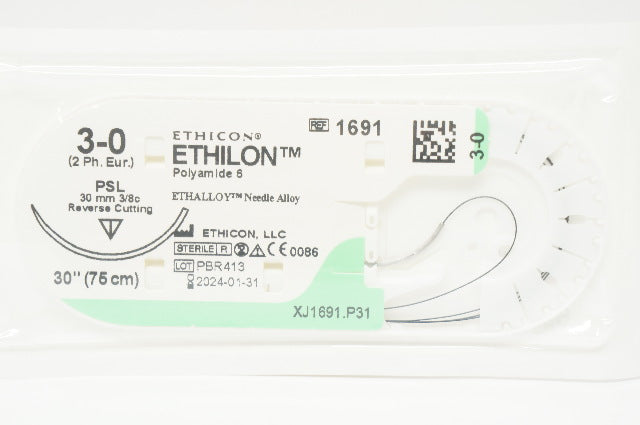 3-0
(2 Ph. Eur.)
PSL
30 mm 3/8c
Reverse Cutting
30" (75 cm)
ETHICON®
ETHILON™
Polyamide 6
ETHALLOY™ Needle Alloy
ETHICON, LLC
STERILE R CE 0086
LOT PBR413
2024-01-31
REF 1691
3-0
XJ1691.P31